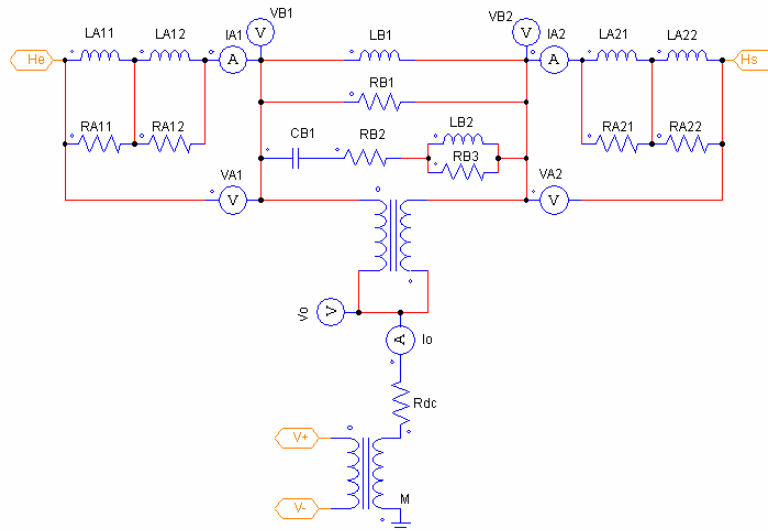 VB1 VB2
LA11 LA12 IA1 LB1 IA2 LA21 LA22
He V A V A Hs
RB1
RA11 RA12 LB2 RA21 RA22
CB1 RB2
RB3
VA1 VA2
V V
Vo V
A Io
Rdc
V+
V- M